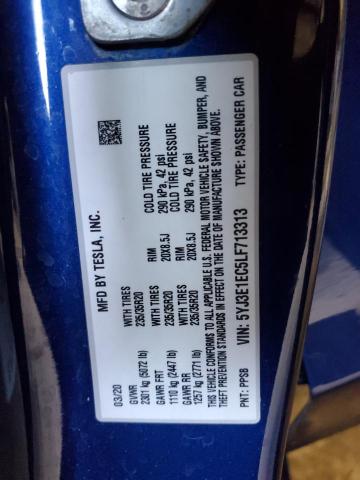 MFD BY TESLA, INC.
03/20
GVWR
2301 kg (5072 lb)
WITH TIRES
235/35R20
RIM
20X8.5J
COLD TIRE PRESSURE
290 kPa, 42 psi
GAWR FRT
1110 kg (2447 lb)
WITH TIRES
235/35R20
RIM
20X8.5J
COLD TIRE PRESSURE
290 kPa, 42 psi
GAWR RR
1257 kg (2771 lb)
THIS VEHICLE CONFORMS TO ALL APPLICABLE U.S. FEDERAL MOTOR VEHICLE SAFETY, BUMPER, AND
THEFT PREVENTION STANDARDS IN EFFECT ON THE DATE OF MANUFACTURE SHOWN ABOVE.
VIN: 5YJ3E1EC5LF713313
TYPE: PASSENGER CAR
PNT: PPSB